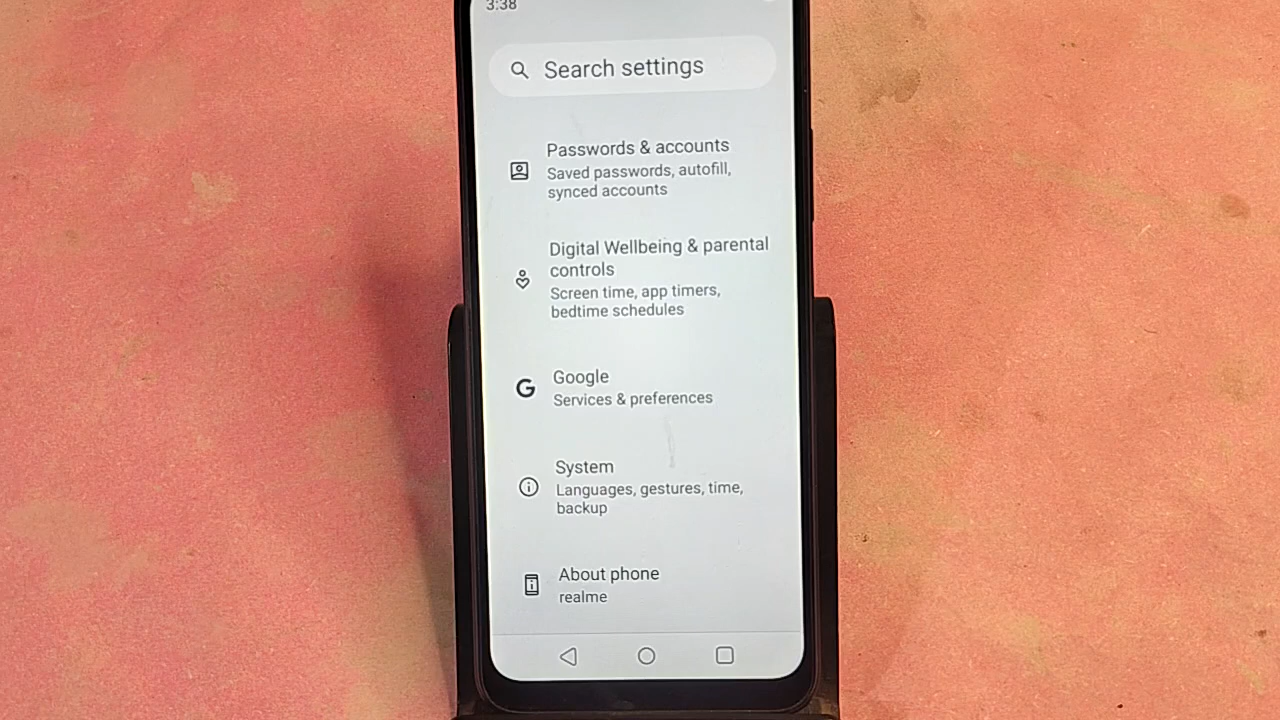 3:38
Search settings
Passwords & accounts
Saved passwords, autofill,
synced accounts
Digital Wellbeing & parental
controls
Screen time, app timers,
bedtime schedules
Google
Services & preferences
System
Languages, gestures, time,
backup
About phone
realme